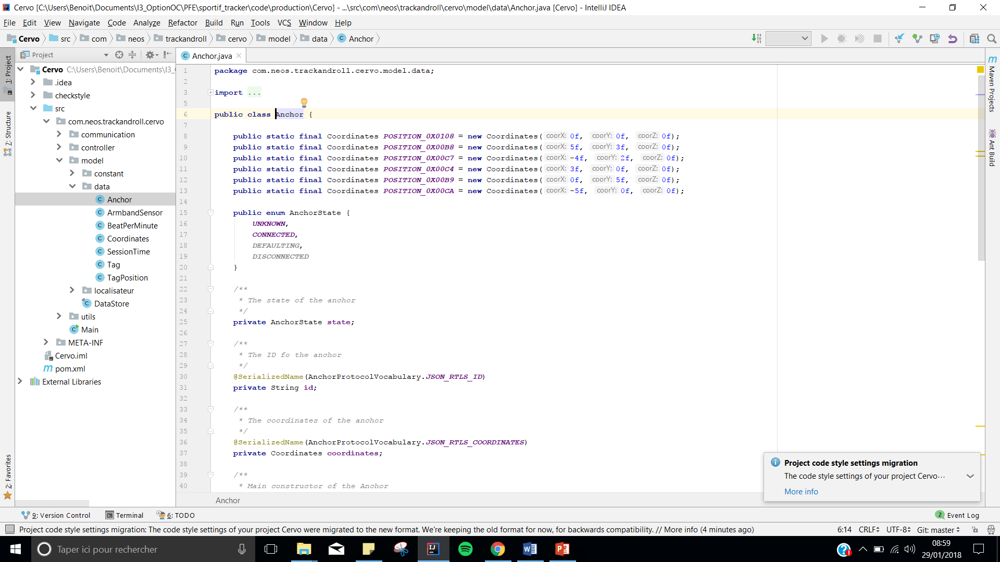 Cervo [C:\Users\Benoit\Documents\I3_OptionOC\PFE\sportif_tracker\code\production\Cervo] - ...\src\com\neos\trackandroll\cervo\model\data\Anchor.java [Cervo] - IntelliJ IDEA
File Edit View Navigate Code Analyze Refactor Build Run Tools VCS Window Help
Cervo src com neos trackandroll cervo model data Anchor
Project
Anchor.java
1: Project
7: Structure
2: Favorites
Cervo C:\Users\Benoit\Documents\I3_
.idea
checkstyle
src
com.neos.trackandroll.cervo
communication
controller
model
constant
data
Anchor
ArmbandSensor
BeatPerMinute
Coordinates
SessionTime
Tag
TagPosition
localisateur
DataStore
utils
Main
META-INF
Cervo.iml
pom.xml
External Libraries
1 package com.neos.trackandroll.cervo.model.data;
2
3 import ...
5
6 public class Anchor {
7
8 public static final Coordinates POSITION_0X0108 = new Coordinates( coorX: 0f, coorY: 0f, coorZ: 0f);
9 public static final Coordinates POSITION_0X00B8 = new Coordinates( coorX: 5f, coorY: 3f, coorZ: 0f);
10 public static final Coordinates POSITION_0X00C7 = new Coordinates( coorX: -4f, coorY: 2f, coorZ: 0f);
11 public static final Coordinates POSITION_0X00C4 = new Coordinates( coorX: 3f, coorY: 0f, coorZ: 0f);
12 public static final Coordinates POSITION_0X00B9 = new Coordinates( coorX: 0f, coorY: 5f, coorZ: 0f);
13 public static final Coordinates POSITION_0X00CA = new Coordinates( coorX: -5f, coorY: 0f, coorZ: 0f);
14
15 public enum AnchorState {
16 UNKNOWN,
17 CONNECTED,
18 DEFAULTING,
19 DISCONNECTED
20 }
21
22 /**
23 * The state of the anchor
24 */
25 private AnchorState state;
26
27 /**
28 * The ID fo the anchor
29 */
30 @SerializedName(AnchorProtocolVocabulary.JSON_RTLS_ID)
31 private String id;
32
33 /**
34 * The coordinates of the anchor
35 */
36 @SerializedName(AnchorProtocolVocabulary.JSON_RTLS_COORDINATES)
37 private Coordinates coordinates;
38
39 /**
40 * Main constructor of the Anchor
Anchor
Maven Projects
Ant Build
Project code style settings migration
The code style settings of your project Cervo...
More info
9: Version Control Terminal 6: TODO 2 Event Log
Project code style settings migration: The code style settings of your project Cervo were migrated to the new format. We're keeping the old format for now, for backwards compatibility. // More info (4 minutes ago) 6:14 CRLF UTF-8 Git: master
Taper ici pour rechercher
08:59
29/01/2018